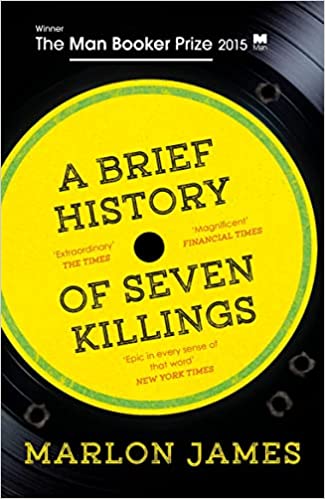 Winner
The Man Booker Prize 2015
Man
A BRIEF
HISTORY
'Extraordinary'
THE TIMES
'Magnificent'
FINANCIAL TIMES
OF SEVEN
KILLINGS
'Epic in every sense of
that word'
NEW YORK TIMES
MARLON JAMES